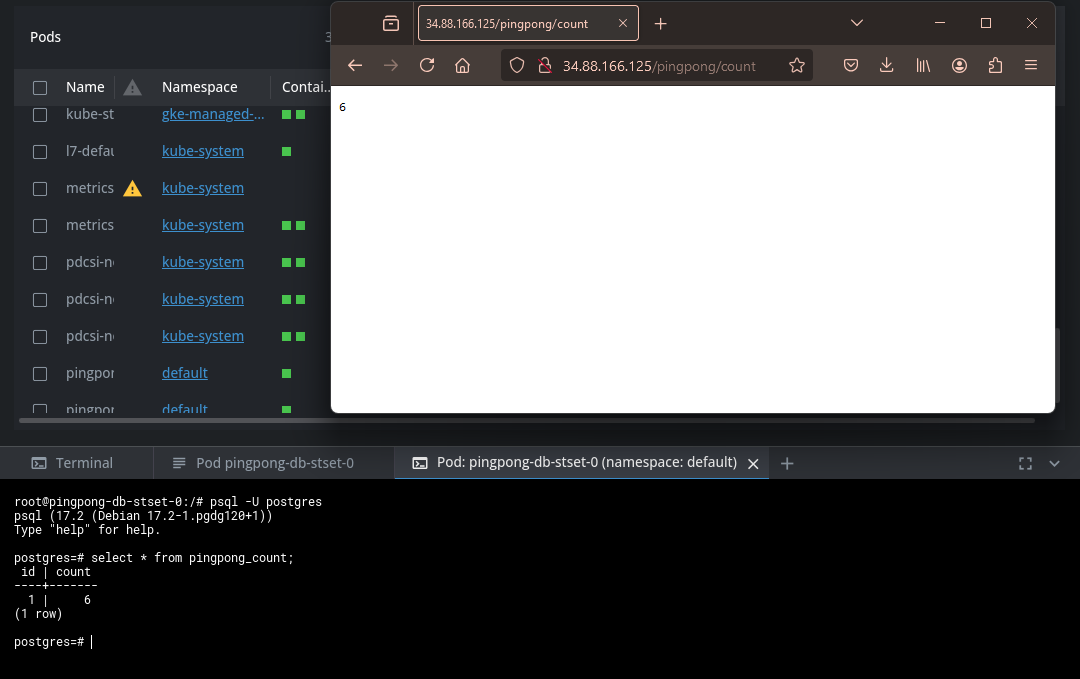 Pods
3
Name Namespace Contai...
kube-st gke-managed-...
l7-defau kube-system
metrics kube-system
metrics kube-system
pdcsi-n kube-system
pdcsi-n kube-system
pdcsi-n kube-system
pingpor default
pingpor default
34.88.166.125/pingpong/count
34.88.166.125/pingpong/count
6
Terminal
Pod pingpong-db-stset-0
Pod: pingpong-db-stset-0 (namespace: default)
root@pingpong-db-stset-0:/# psql -U postgres
psql (17.2 (Debian 17.2-1.pgdg120+1))
Type "help" for help.
postgres=# select * from pingpong_count;
 id | count
----+-------
  1 |     6
(1 row)
postgres=#